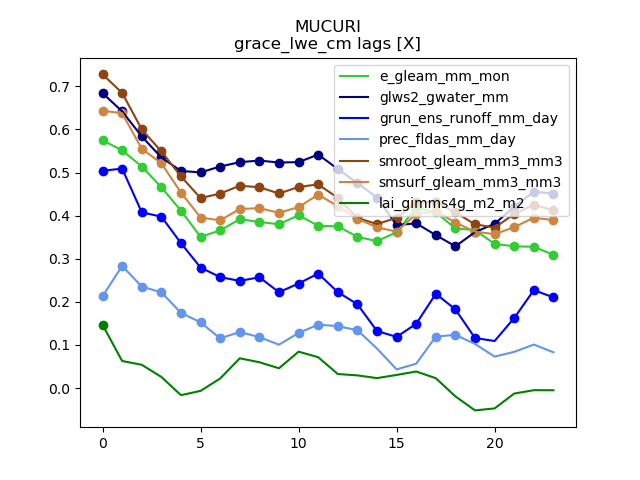 MUCURI
grace_lwe_cm lags [X]
e_gleam_mm_mon
glws2_gwater_mm
grun_ens_runoff_mm_day
prec_fldas_mm_day
smroot_gleam_mm3_mm3
smsurf_gleam_mm3_mm3
lai_gimms4g_m2_m2
0.7
0.6
0.5
0.4
0.3
0.2
0.1
0.0
0 5 10 15 20